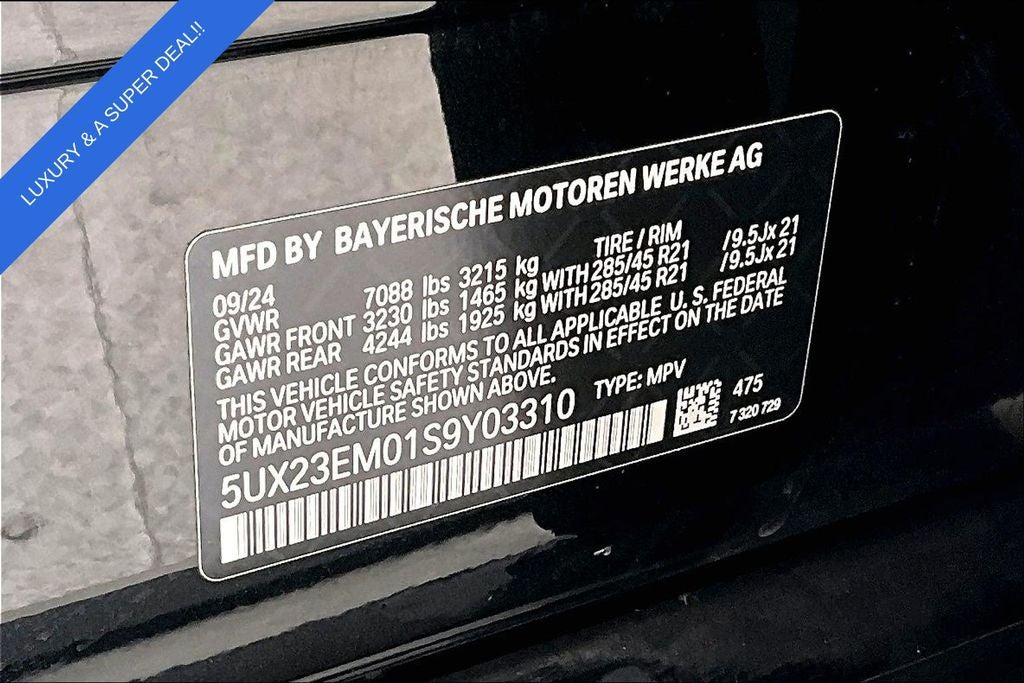 LUXURY & A SUPER DEAL!!
MFD BY BAYERISCHE MOTOREN WERKE AG
09/24 TIRE / RIM
GVWR 7088 lbs 3215 kg
GAWR FRONT 3230 lbs 1465 kg WITH 285/45 R21 /9.5Jx 21
GAWR REAR 4244 lbs 1925 kg WITH 285/45 R21 /9.5Jx 21
THIS VEHICLE CONFORMS TO ALL APPLICABLE U. S. FEDERAL
MOTOR VEHICLE SAFETY STANDARDS IN EFFECT ON THE DATE
OF MANUFACTURE SHOWN ABOVE.
5UX23EM01S9Y03310 TYPE: MPV
475
7 320 729